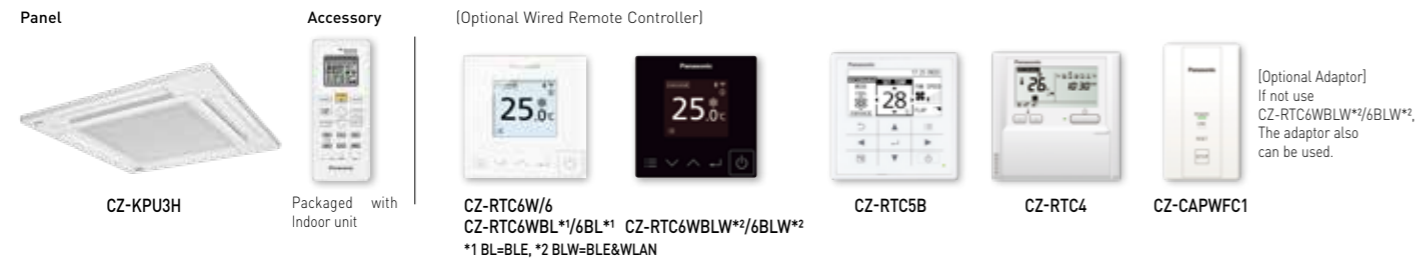 Panel
Accessory
(Optional Wired Remote Controller)
Panasonic
25.0c
25.0c
28
26
10:30
[Optional Adaptor]
If not use
CZ-RTC6WBLW*²/6BLW*²,
The adaptor also
can be used.
CZ-KPU3H
Packaged with
Indoor unit
CZ-RTC6W/6
CZ-RTC6WBL*¹/6BL*¹ CZ-RTC6WBLW*²/6BLW*²
*1 BL=BLE, *2 BLW=BLE&WLAN
CZ-RTC5B
CZ-RTC4
CZ-CAPWFC1